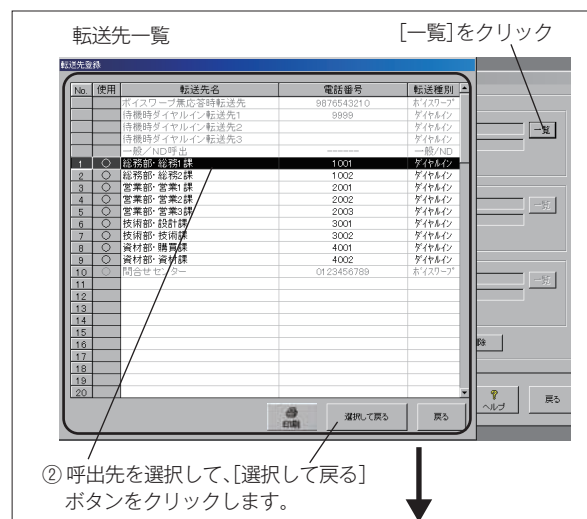 転送先一覧
[一覧]をクリック
転送先登録
No. 使用 転送先名 電話番号 転送種別
ボイスワープ無応答時転送先 9876543210 ボイスワープ
待機時ダイヤルイン転送先1 9999 ダイヤルイン
待機時ダイヤルイン転送先2 ダイヤルイン
待機時ダイヤルイン転送先3 ダイヤルイン
一般/ND呼出 ------ 一般/ND
1 ○ 総務部・総務1課 1001 ダイヤルイン
2 ○ 総務部・総務2課 1002 ダイヤルイン
3 ○ 営業部・営業1課 2001 ダイヤルイン
4 ○ 営業部・営業2課 2002 ダイヤルイン
5 ○ 営業部・営業3課 2003 ダイヤルイン
6 ○ 技術部・設計課 3001 ダイヤルイン
7 ○ 技術部・技術課 3002 ダイヤルイン
8 ○ 資材部・購買課 4001 ダイヤルイン
9 ○ 資材部・資材課 4002 ダイヤルイン
10 ○ 問合せセンター 0123456789 ボイスワープ
11
12
13
14
15
16
17
18
19
20
一覧
一覧
一覧
除
印刷 選択して戻る 戻る
? ヘルプ 戻る
② 呼出先を選択して、[選択して戻る]
ボタンをクリックします。